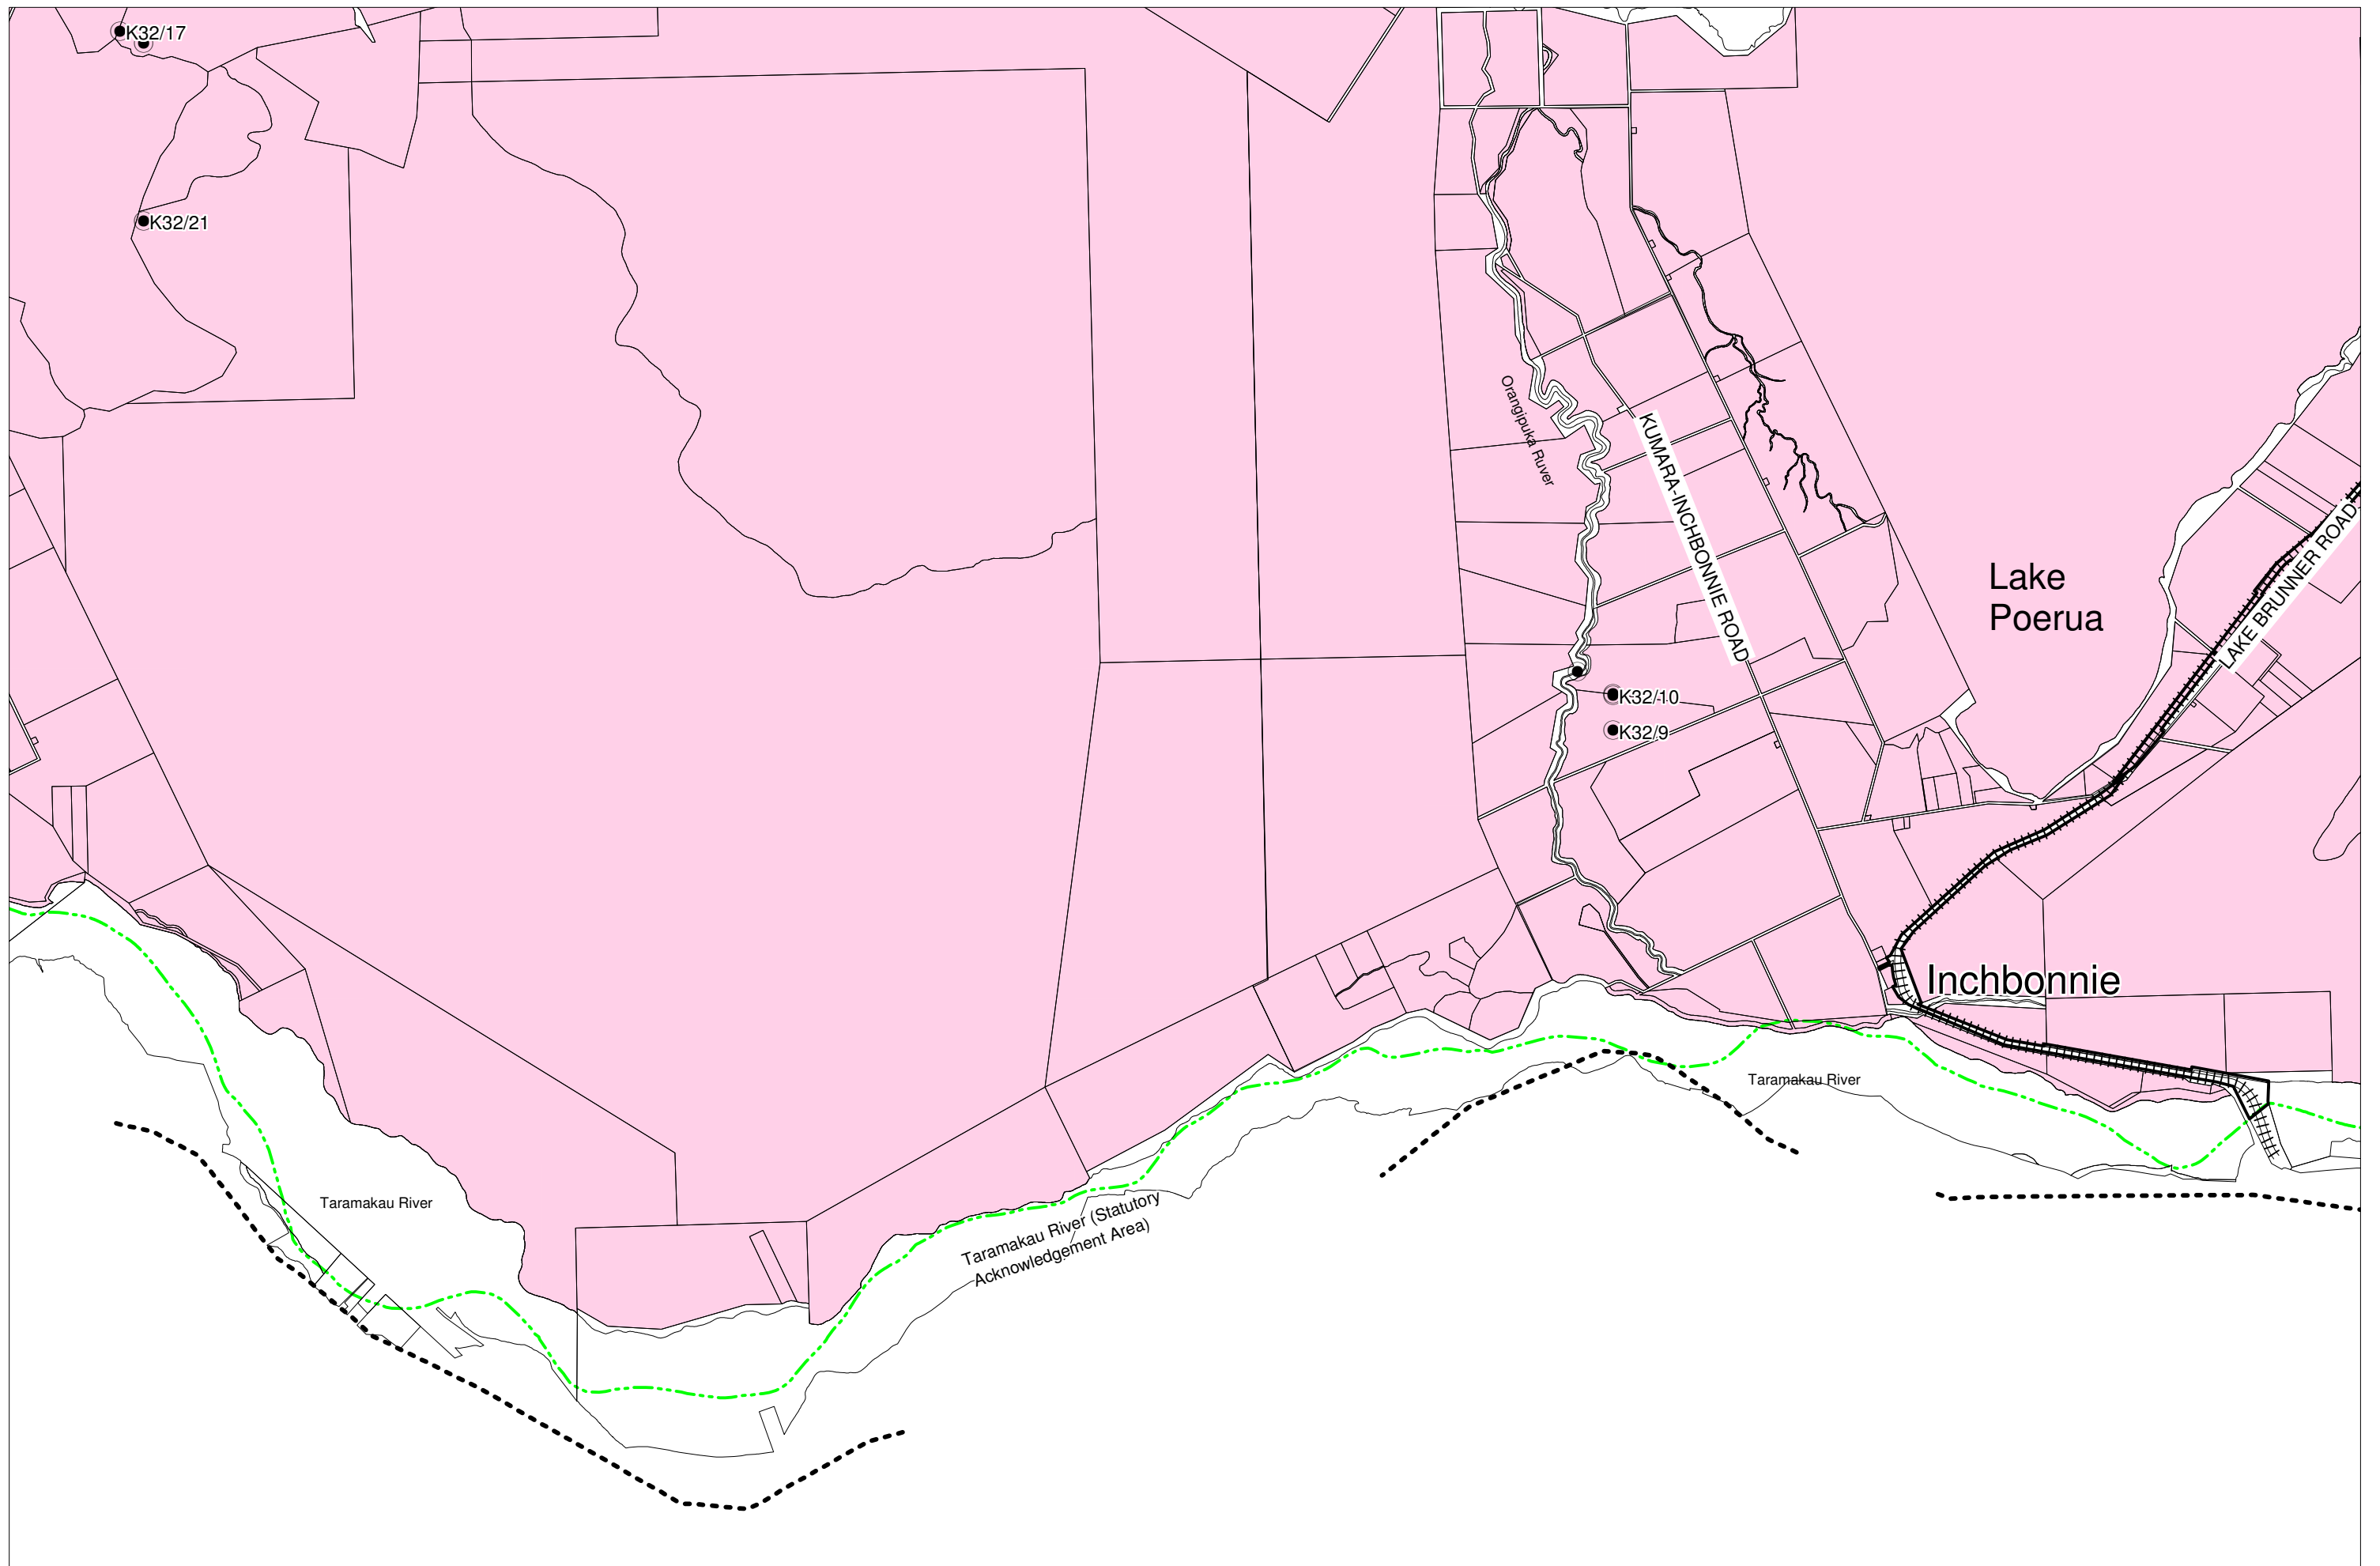 K32/17
K32/21
Orangipuka Ruver
KUMARA-INCHBONNIE ROAD
Lake
Poerua
LAKE BRUNNER ROAD
K32/10
K32/9
Inchbonnie
Taramakau River
Taramakau River
Taramakau River (Statutory
Acknowledgement Area)